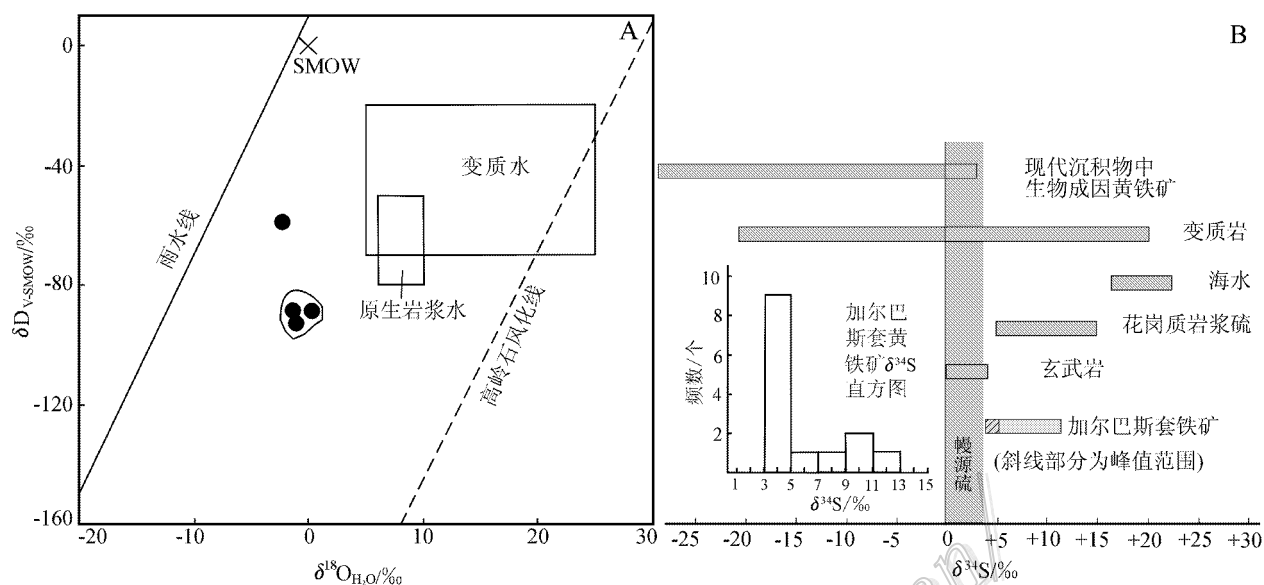 A
0
SMOW
-40
变质水
雨水线
δD_V-SMOW/‰
-80
原生岩浆水
高岭石风化线
-120
-160
-20
-10
0
10
20
30
δ¹⁸O_H₂O/‰
B
现代沉积物中
生物成因黄铁矿
变质岩
海水
花岗质岩浆硫
玄武岩
加尔巴斯套铁矿
(斜线部分为峰值范围)
幔源硫
加尔巴
斯套黄
铁矿δ³⁴S
直方图
频数/个
10
8
6
4
2
1 3 5 7 9 11 13 15
δ³⁴S/‰
-25 -20 -15 -10 -5 0 +5 +10 +15 +20 +25 +30
δ³⁴S/‰